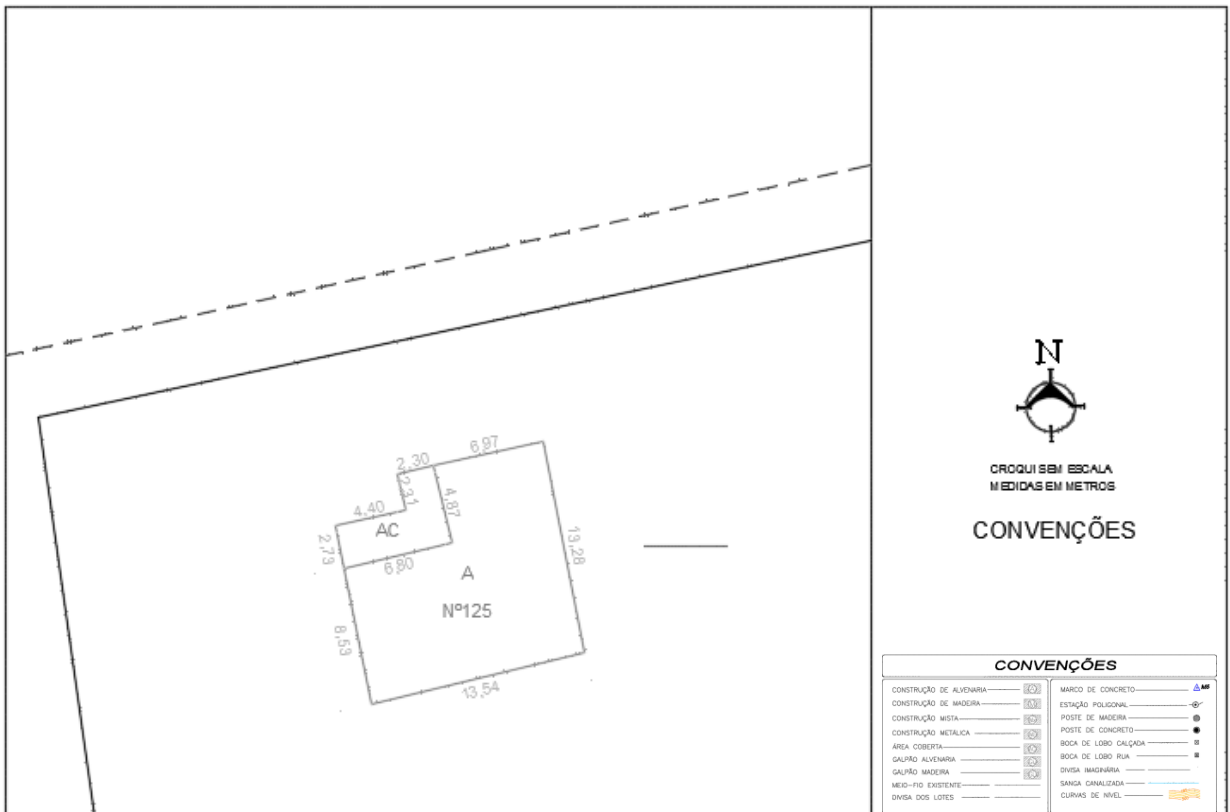 6,97
2,30
2,31
4,87
4,40
AC
2,73
6,80
A
Nº125
13,28
8,53
13,54
N
CROQUI SEM ESCALA
MEDIDAS EM METROS
CONVENÇÕES
CONVENÇÕES
CONSTRUÇÃO DE ALVENARIA
CONSTRUÇÃO DE MADEIRA
CONSTRUÇÃO MISTA
CONSTRUÇÃO METÁLICA
ÁREA COBERTA
GALPÃO ALVENARIA
GALPÃO MADEIRA
MEIO-FIO EXISTENTE
DIVISA DOS LOTES
MARCO DE CONCRETO
ESTAÇÃO POLIGONAL
POSTE DE MADEIRA
POSTE DE CONCRETO
BOCA DE LOBO CALÇADA
BOCA DE LOBO RUA
DIVISA IMAGINÁRIA
SANGA CANALIZADA
CURVAS DE NÍVEL